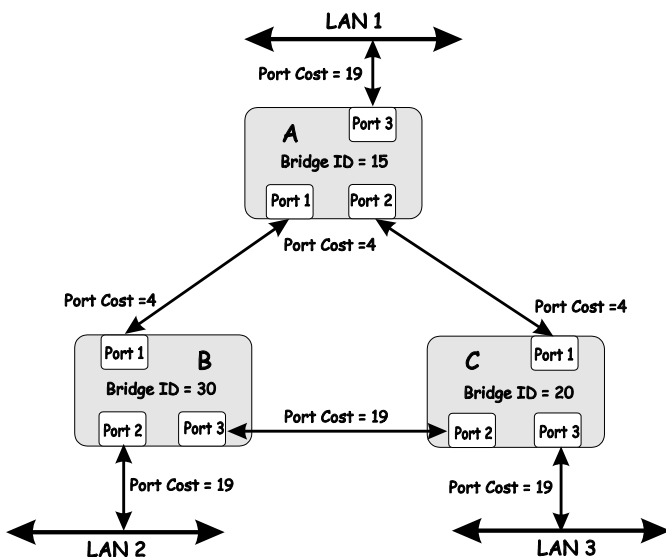 LAN 1
Port Cost = 19
Port 3
A
Bridge ID = 15
Port 1
Port 2
Port Cost =4
Port Cost =4
Port Cost =4
Port 1
B
Bridge ID = 30
Port 2
Port 3
C
Port 1
Bridge ID = 20
Port 2
Port 3
Port Cost = 19
Port Cost = 19
Port Cost = 19
LAN 2
LAN 3